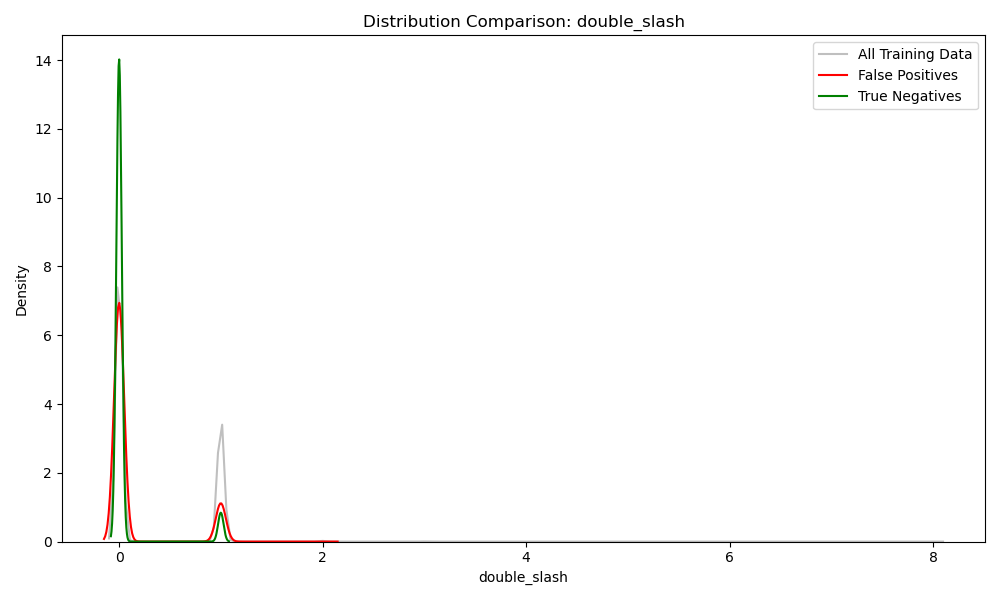 Distribution Comparison: double_slash
All Training Data
False Positives
True Negatives
Density
14
12
10
8
6
4
2
0
0 2 4 6 8
double_slash